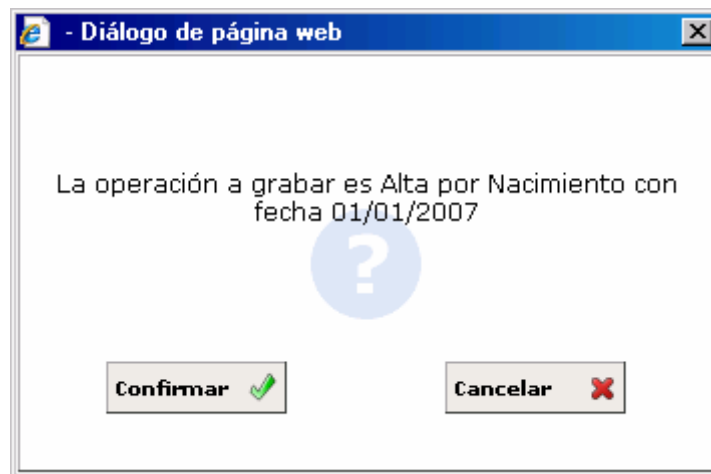 - Diálogo de página web
La operación a grabar es Alta por Nacimiento con
fecha 01/01/2007
?
Confirmar
Cancelar